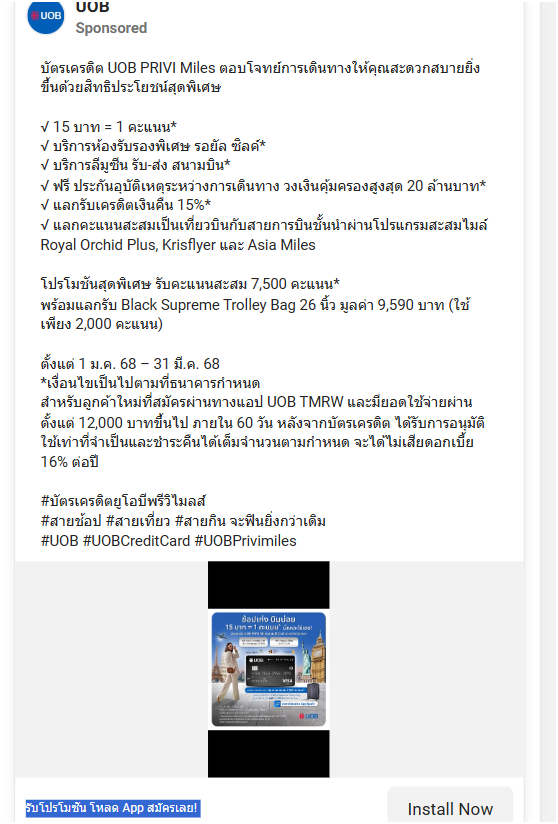 UOB
UOB
Sponsored
บัตรเครดิต UOB PRIVI Miles ตอบโจทย์การเดินทางให้คุณสะดวกสบายยิ่ง
ขึ้นด้วยสิทธิประโยชน์สุดพิเศษ
√ 15 บาท = 1 คะแนน*
√ บริการห้องรับรองพิเศษ รอยัล ซิลค์*
√ บริการลีมูซีน รับ-ส่ง สนามบิน*
√ ฟรี ประกันอุบัติเหตุระหว่างการเดินทาง วงเงินคุ้มครองสูงสุด 20 ล้านบาท*
√ แลกรับเครดิตเงินคืน 15%*
√ แลกคะแนนสะสมเป็นเที่ยวบินกับสายการบินชั้นนำผ่านโปรแกรมสะสมไมล์
Royal Orchid Plus, Krisflyer และ Asia Miles
โปรโมชันสุดพิเศษ รับคะแนนสะสม 7,500 คะแนน*
พร้อมแลกรับ Black Supreme Trolley Bag 26 นิ้ว มูลค่า 9,590 บาท (ใช้
เพียง 2,000 คะแนน)
ตั้งแต่ 1 ม.ค. 68 – 31 มี.ค. 68
*เงื่อนไขเป็นไปตามที่ธนาคารกำหนด
สำหรับลูกค้าใหม่ที่สมัครผ่านทางแอป UOB TMRW และมียอดใช้จ่ายผ่าน
ตั้งแต่ 12,000 บาทขึ้นไป ภายใน 60 วัน หลังจากบัตรเครดิต ได้รับการอนุมัติ
ใช้เท่าที่จำเป็นและชำระคืนได้เต็มจำนวนตามกำหนด จะได้ไม่เสียดอกเบี้ย
16% ต่อปี
#บัตรเครดิตยูโอบีพรีวิไมลส์
#สายช้อป #สายเที่ยว #สายกิน จะฟินยิ่งกว่าเดิม
#UOB #UOBCreditCard #UOBPrivimiles
ช้อปเก่ง บินบ่อย
15 บาท = 1 คะแนน*
UOB
VISA
UOB
รับโปรโมชัน โหลด App สมัครเลย!
Install Now